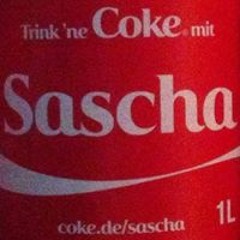 Trink 'ne Coke mit
Sascha
1L
coke.de/sascha